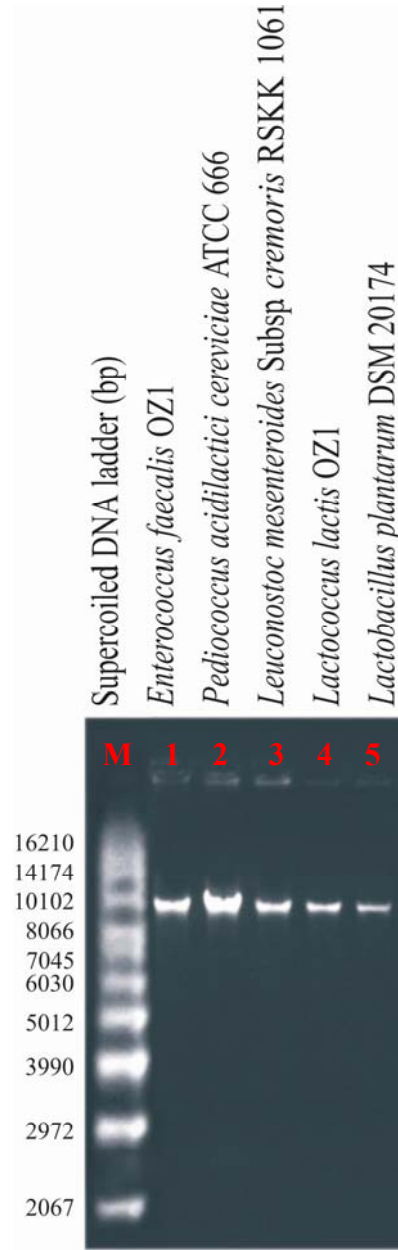 Supercoiled DNA ladder (bp)
Enterococcus faecalis OZ1
Pediococcus acidilactici cereviciae ATCC 666
Leuconostoc mesenteroides Subsp. cremoris RSKK 1061
Lactococcus lactis OZ1
Lactobacillus plantarum DSM 20174
M 1 2 3 4 5
16210
14174
10102
8066
7045
6030
5012
3990
2972
2067